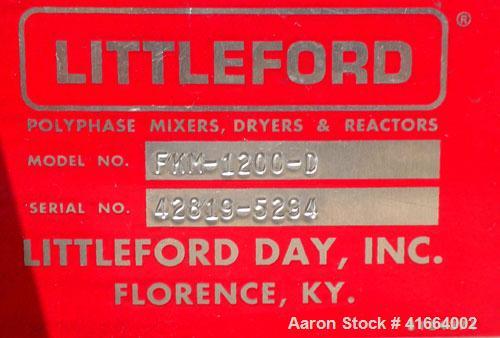 LITTLEFORD ®
POLYPHASE MIXERS, DRYERS & REACTORS
MODEL NO. FKM-1200-D
SERIAL NO. 42819-5294
LITTLEFORD DAY, INC.
FLORENCE, KY.
Aaron Stock # 41664002